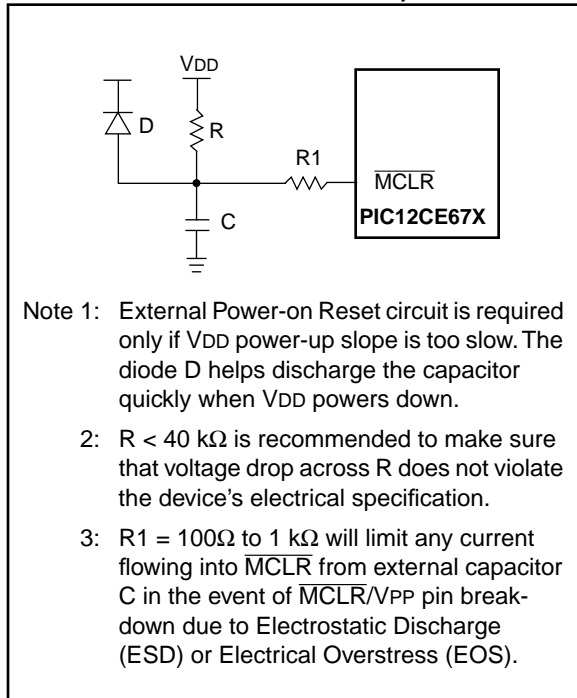 VDD
D
R
R1
MCLR
C
PIC12CE67X
Note 1: External Power-on Reset circuit is required
only if VDD power-up slope is too slow. The
diode D helps discharge the capacitor
quickly when VDD powers down.
2: R < 40 kΩ is recommended to make sure
that voltage drop across R does not violate
the device's electrical specification.
3: R1 = 100Ω to 1 kΩ will limit any current
flowing into MCLR from external capacitor
C in the event of MCLR/VPP pin break-
down due to Electrostatic Discharge
(ESD) or Electrical Overstress (EOS).